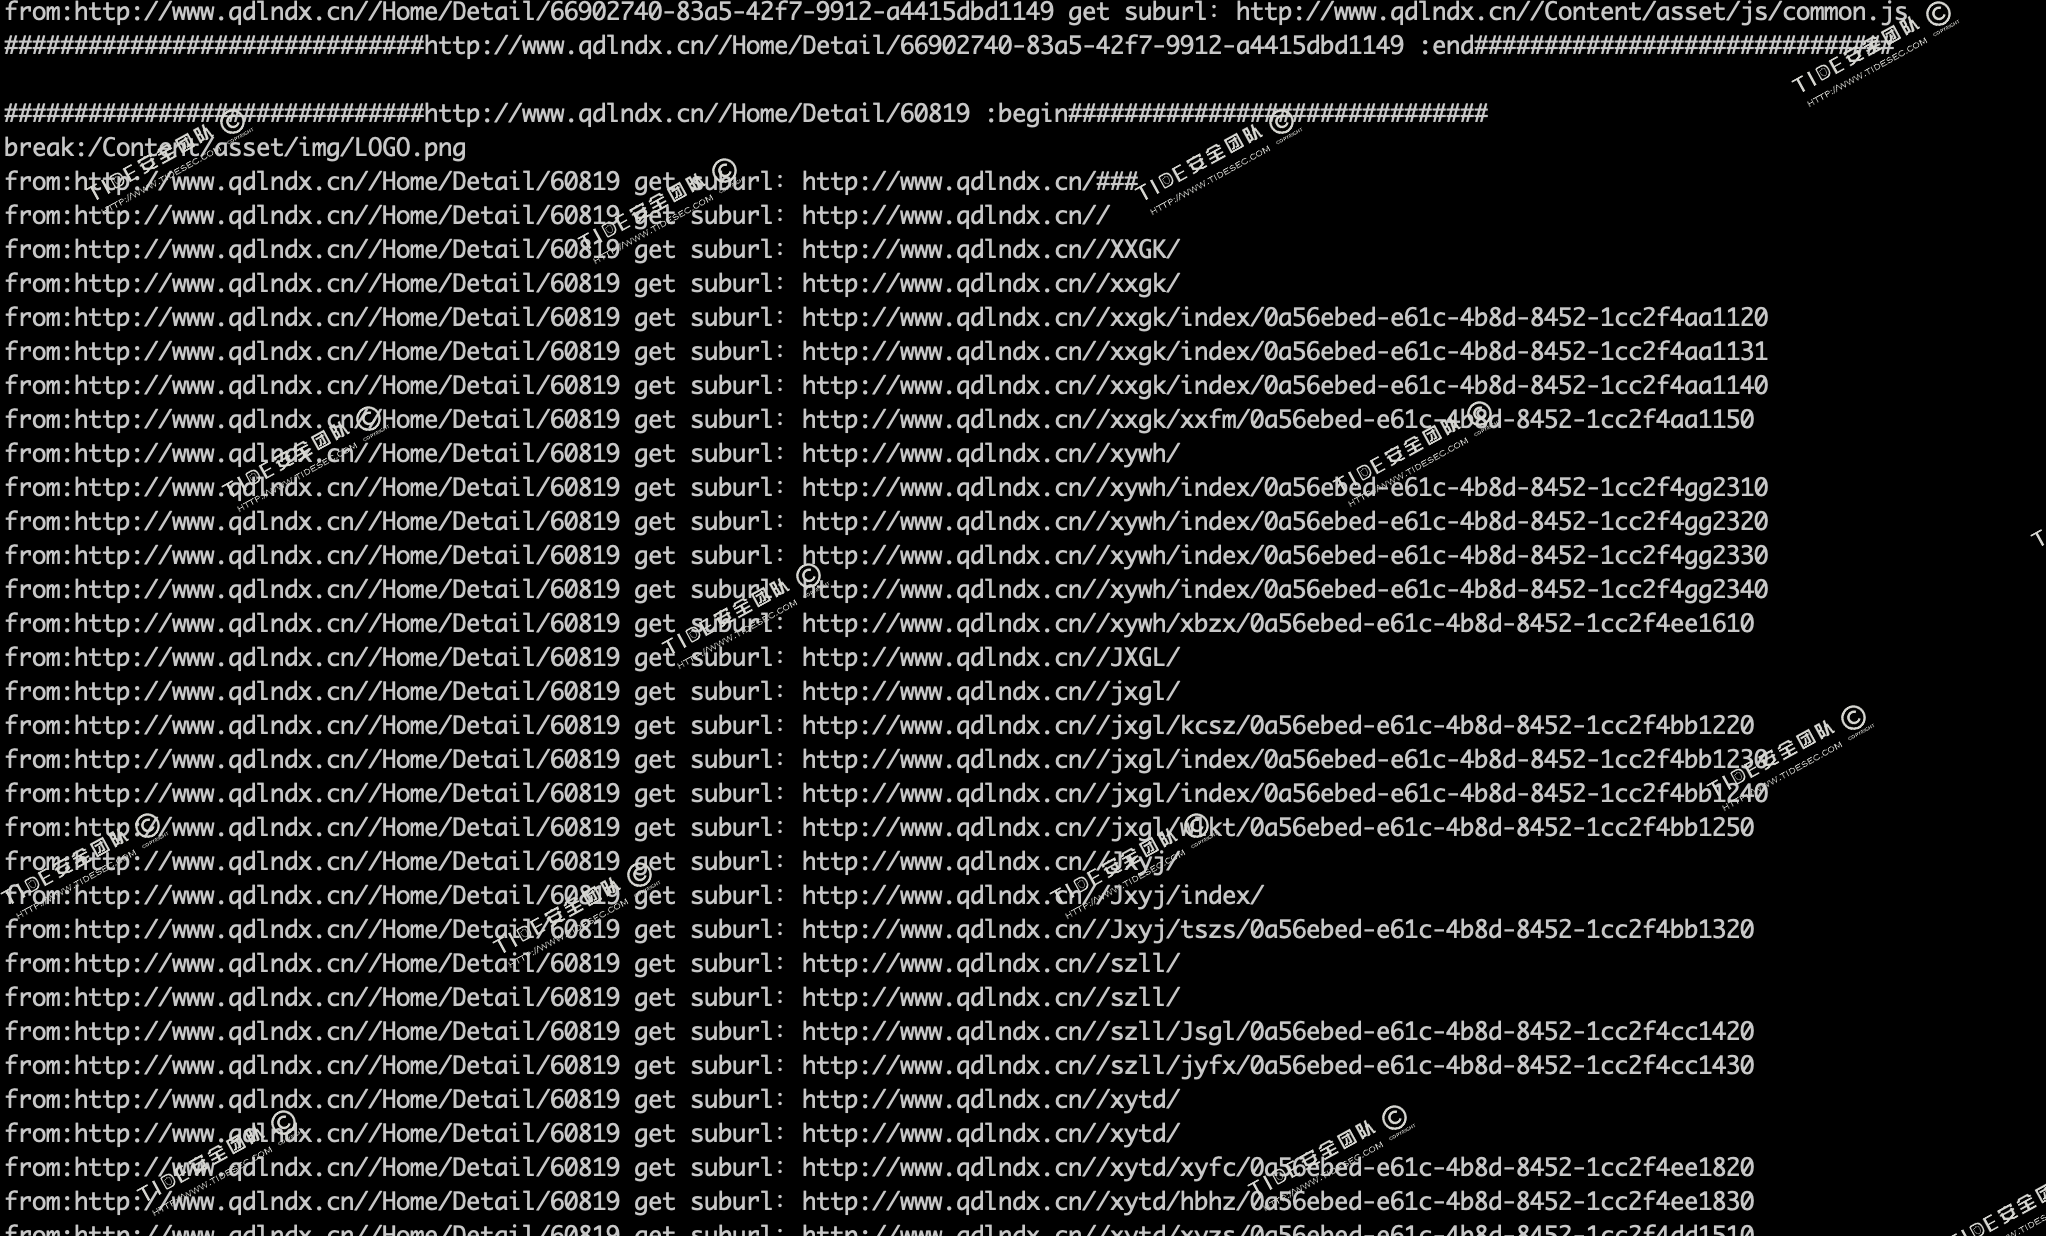 from:http://www.qdlndx.cn//Home/Detail/66902740-83a5-42f7-9912-a4415dbd1149 get suburl: http://www.qdlndx.cn//Content/asset/js/common.js
##############################http://www.qdlndx.cn//Home/Detail/66902740-83a5-42f7-9912-a4415dbd1149 :end##############################
##############################http://www.qdlndx.cn//Home/Detail/60819 :begin##############################
break:/Content/asset/img/LOGO.png
from:http://www.qdlndx.cn//Home/Detail/60819 get suburl: http://www.qdlndx.cn/###
from:http://www.qdlndx.cn//Home/Detail/60819 get suburl: http://www.qdlndx.cn//
from:http://www.qdlndx.cn//Home/Detail/60819 get suburl: http://www.qdlndx.cn//XXGK/
from:http://www.qdlndx.cn//Home/Detail/60819 get suburl: http://www.qdlndx.cn//xxgk/
from:http://www.qdlndx.cn//Home/Detail/60819 get suburl: http://www.qdlndx.cn//xxgk/index/0a56ebed-e61c-4b8d-8452-1cc2f4aa1120
from:http://www.qdlndx.cn//Home/Detail/60819 get suburl: http://www.qdlndx.cn//xxgk/index/0a56ebed-e61c-4b8d-8452-1cc2f4aa1131
from:http://www.qdlndx.cn//Home/Detail/60819 get suburl: http://www.qdlndx.cn//xxgk/index/0a56ebed-e61c-4b8d-8452-1cc2f4aa1140
from:http://www.qdlndx.cn//Home/Detail/60819 get suburl: http://www.qdlndx.cn//xxgk/xxfm/0a56ebed-e61c-4b8d-8452-1cc2f4aa1150
from:http://www.qdlndx.cn//Home/Detail/60819 get suburl: http://www.qdlndx.cn//xywh/
from:http://www.qdlndx.cn//Home/Detail/60819 get suburl: http://www.qdlndx.cn//xywh/index/0a56ebed-e61c-4b8d-8452-1cc2f4gg2310
from:http://www.qdlndx.cn//Home/Detail/60819 get suburl: http://www.qdlndx.cn//xywh/index/0a56ebed-e61c-4b8d-8452-1cc2f4gg2320
from:http://www.qdlndx.cn//Home/Detail/60819 get suburl: http://www.qdlndx.cn//xywh/index/0a56ebed-e61c-4b8d-8452-1cc2f4gg2330
from:http://www.qdlndx.cn//Home/Detail/60819 get suburl: http://www.qdlndx.cn//xywh/index/0a56ebed-e61c-4b8d-8452-1cc2f4gg2340
from:http://www.qdlndx.cn//Home/Detail/60819 get suburl: http://www.qdlndx.cn//xywh/xbzx/0a56ebed-e61c-4b8d-8452-1cc2f4ee1610
from:http://www.qdlndx.cn//Home/Detail/60819 get suburl: http://www.qdlndx.cn//JXGL/
from:http://www.qdlndx.cn//Home/Detail/60819 get suburl: http://www.qdlndx.cn//jxgl/
from:http://www.qdlndx.cn//Home/Detail/60819 get suburl: http://www.qdlndx.cn//jxgl/kcsz/0a56ebed-e61c-4b8d-8452-1cc2f4bb1220
from:http://www.qdlndx.cn//Home/Detail/60819 get suburl: http://www.qdlndx.cn//jxgl/index/0a56ebed-e61c-4b8d-8452-1cc2f4bb1230
from:http://www.qdlndx.cn//Home/Detail/60819 get suburl: http://www.qdlndx.cn//jxgl/index/0a56ebed-e61c-4b8d-8452-1cc2f4bb1240
from:http://www.qdlndx.cn//Home/Detail/60819 get suburl: http://www.qdlndx.cn//jxgl/wlkt/0a56ebed-e61c-4b8d-8452-1cc2f4bb1250
from:http://www.qdlndx.cn//Home/Detail/60819 get suburl: http://www.qdlndx.cn//Jxyj/
from:http://www.qdlndx.cn//Home/Detail/60819 get suburl: http://www.qdlndx.cn//Jxyj/index/
from:http://www.qdlndx.cn//Home/Detail/60819 get suburl: http://www.qdlndx.cn//Jxyj/tszs/0a56ebed-e61c-4b8d-8452-1cc2f4bb1320
from:http://www.qdlndx.cn//Home/Detail/60819 get suburl: http://www.qdlndx.cn//szll/
from:http://www.qdlndx.cn//Home/Detail/60819 get suburl: http://www.qdlndx.cn//szll/
from:http://www.qdlndx.cn//Home/Detail/60819 get suburl: http://www.qdlndx.cn//szll/Jsgl/0a56ebed-e61c-4b8d-8452-1cc2f4cc1420
from:http://www.qdlndx.cn//Home/Detail/60819 get suburl: http://www.qdlndx.cn//szll/jyfx/0a56ebed-e61c-4b8d-8452-1cc2f4cc1430
from:http://www.qdlndx.cn//Home/Detail/60819 get suburl: http://www.qdlndx.cn//xytd/
from:http://www.qdlndx.cn//Home/Detail/60819 get suburl: http://www.qdlndx.cn//xytd/
from:http://www.qdlndx.cn//Home/Detail/60819 get suburl: http://www.qdlndx.cn//xytd/xyfc/0a56ebed-e61c-4b8d-8452-1cc2f4ee1820
from:http://www.qdlndx.cn//Home/Detail/60819 get suburl: http://www.qdlndx.cn//xytd/hbhz/0a56ebed-e61c-4b8d-8452-1cc2f4ee1830
from:http://www.qdlndx.cn//Home/Detail/60819 get suburl: http://www.qdlndx.cn//xytd/xyzs/0a56ebed-e61c-4b8d-8452-1cc2f4dd1510
TIDE安全团队 ©
HTTP://WWW.TIDESEC.COM COPYRIGHT